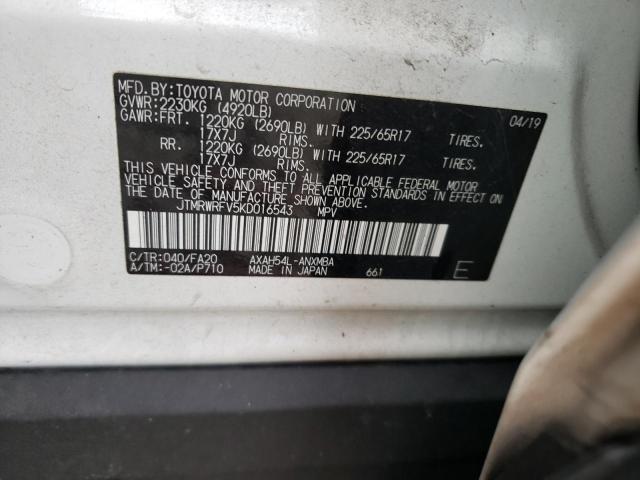 MFD. BY: TOYOTA MOTOR CORPORATION 04/19
GVWR: 2230KG (4920LB)
GAWR: FRT. 1220KG (2690LB) WITH 225/65R17 TIRES.
17X7J RIMS.
RR. 1220KG (2690LB) WITH 225/65R17 TIRES.
17X7J RIMS.
THIS VEHICLE CONFORMS TO ALL APPLICABLE FEDERAL MOTOR
VEHICLE SAFETY AND THEFT PREVENTION STANDARDS IN EFFECT ON
THE DATE OF MANUFACTURE SHOWN ABOVE.
JTMRWRFV5KD016543 MPV
C/TR: 040/FA20 AXAH54L-ANXMBA
A/TM: -02A/P710 MADE IN JAPAN 661 E